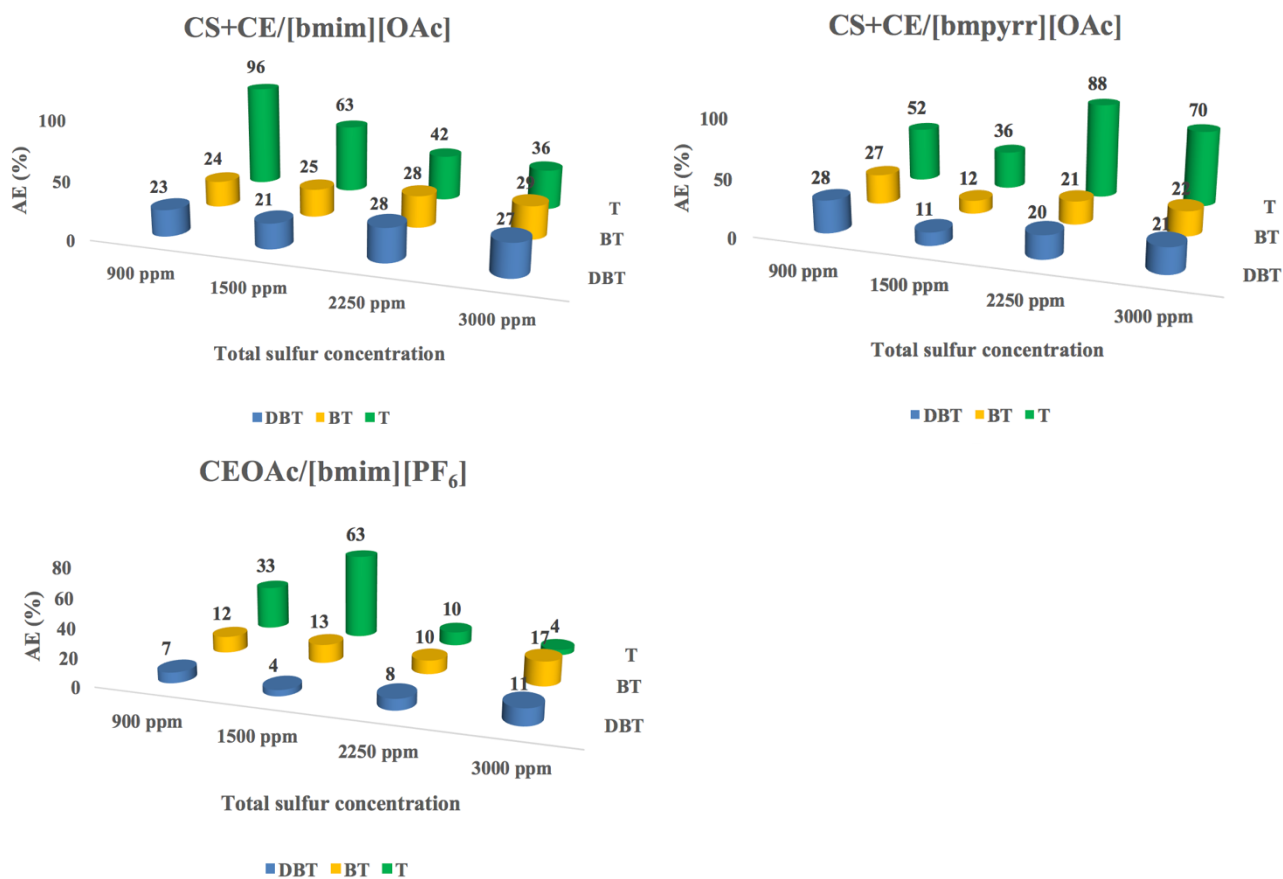 CS+CE/[bmim][OAc]
96
63
42
36
24
25
28
29
23
21
28
27
AE (%)
100
50
0
T
BT
DBT
900 ppm
1500 ppm
2250 ppm
3000 ppm
Total sulfur concentration
DBT BT T
CS+CE/[bmpyrr][OAc]
52
36
88
70
27
12
21
22
28
11
20
21
AE (%)
100
50
0
T
BT
DBT
900 ppm
1500 ppm
2250 ppm
3000 ppm
Total sulfur concentration
DBT BT T
CEOAc/[bmim][PF₆]
33
63
10
4
12
13
10
17
7
4
8
11
AE (%)
80
60
40
20
0
T
BT
DBT
900 ppm
1500 ppm
2250 ppm
3000 ppm
Total sulfur concentration
DBT BT T